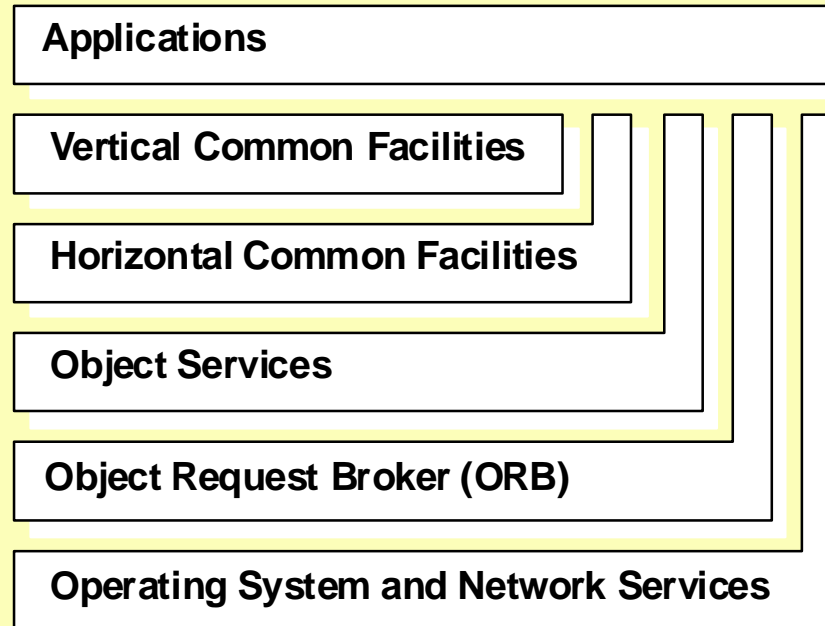 Applications
Vertical Common Facilities
Horizontal Common Facilities
Object Services
Object Request Broker (ORB)
Operating System and Network Services